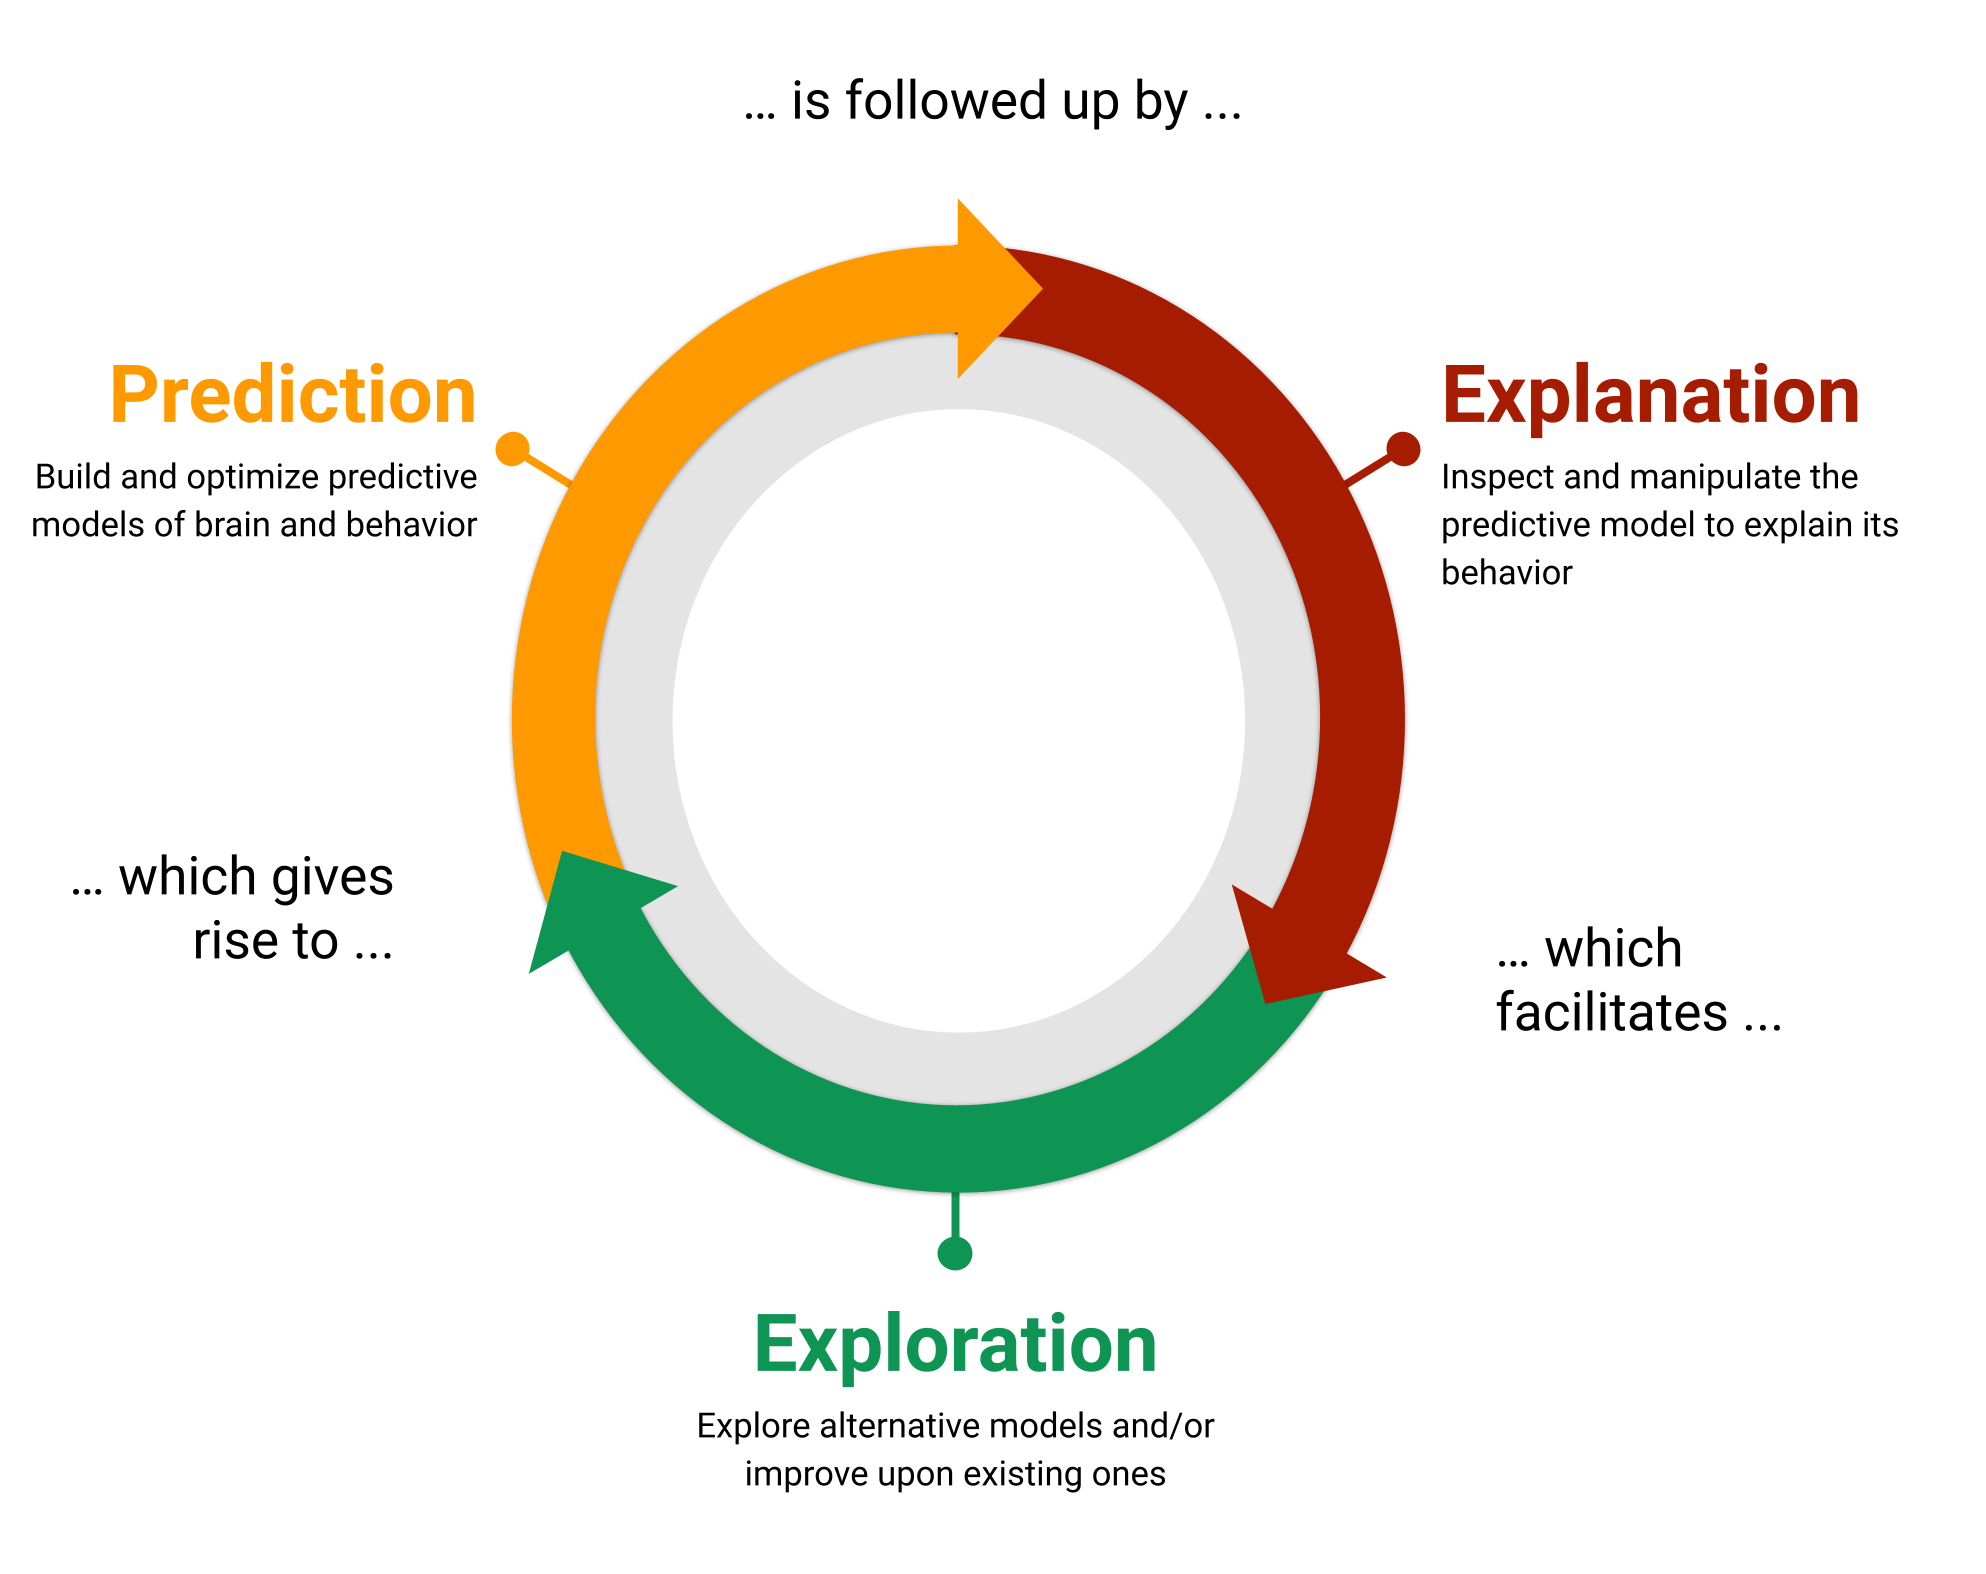 … is followed up by ...
Prediction
Build and optimize predictive
models of brain and behavior
Explanation
Inspect and manipulate the
predictive model to explain its
behavior
… which gives
rise to ...
… which
facilitates ...
Exploration
Explore alternative models and/or
improve upon existing ones